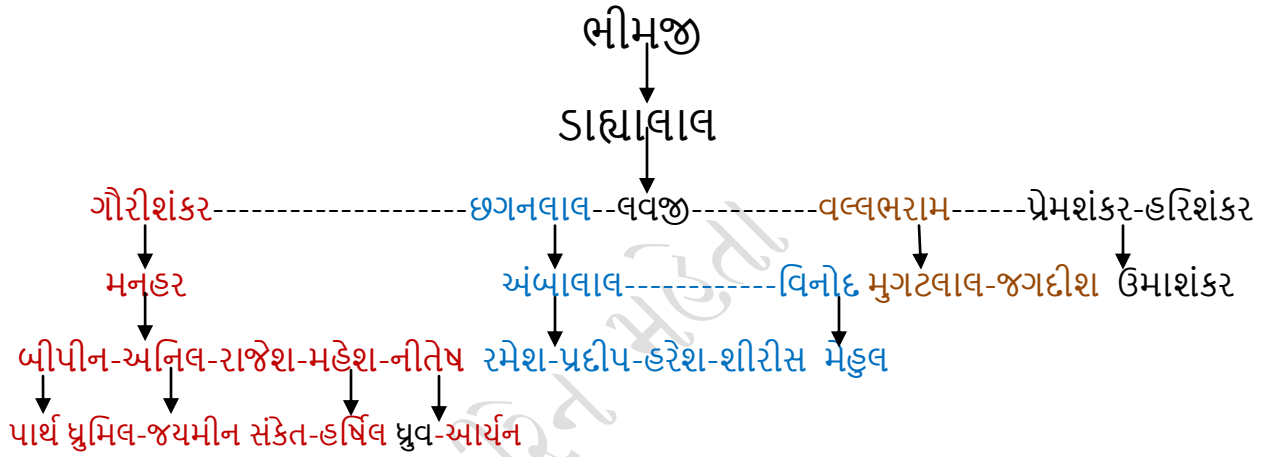 ભીમજી
ડાહ્યાલાલ
ગૌરીશંકર--------------------છગનલાલ--લવજી----------વલ્લભરામ------પ્રેમશંકર-હરિશંકર
મનહર અંબાલાલ------------વિનોદ મુગટલાલ-જગદીશ ઉમાશંકર
બીપીન-અનિલ-રાજેશ-મહેશ-નીતેષ રમેશ-પ્રદીપ-હરેશ-શીરીસ મેહુલ
પાર્થ ધ્રુમિલ-જયમીન સંકેત-હર્ષિલ ધ્રુવ-આર્યન
મહેતા